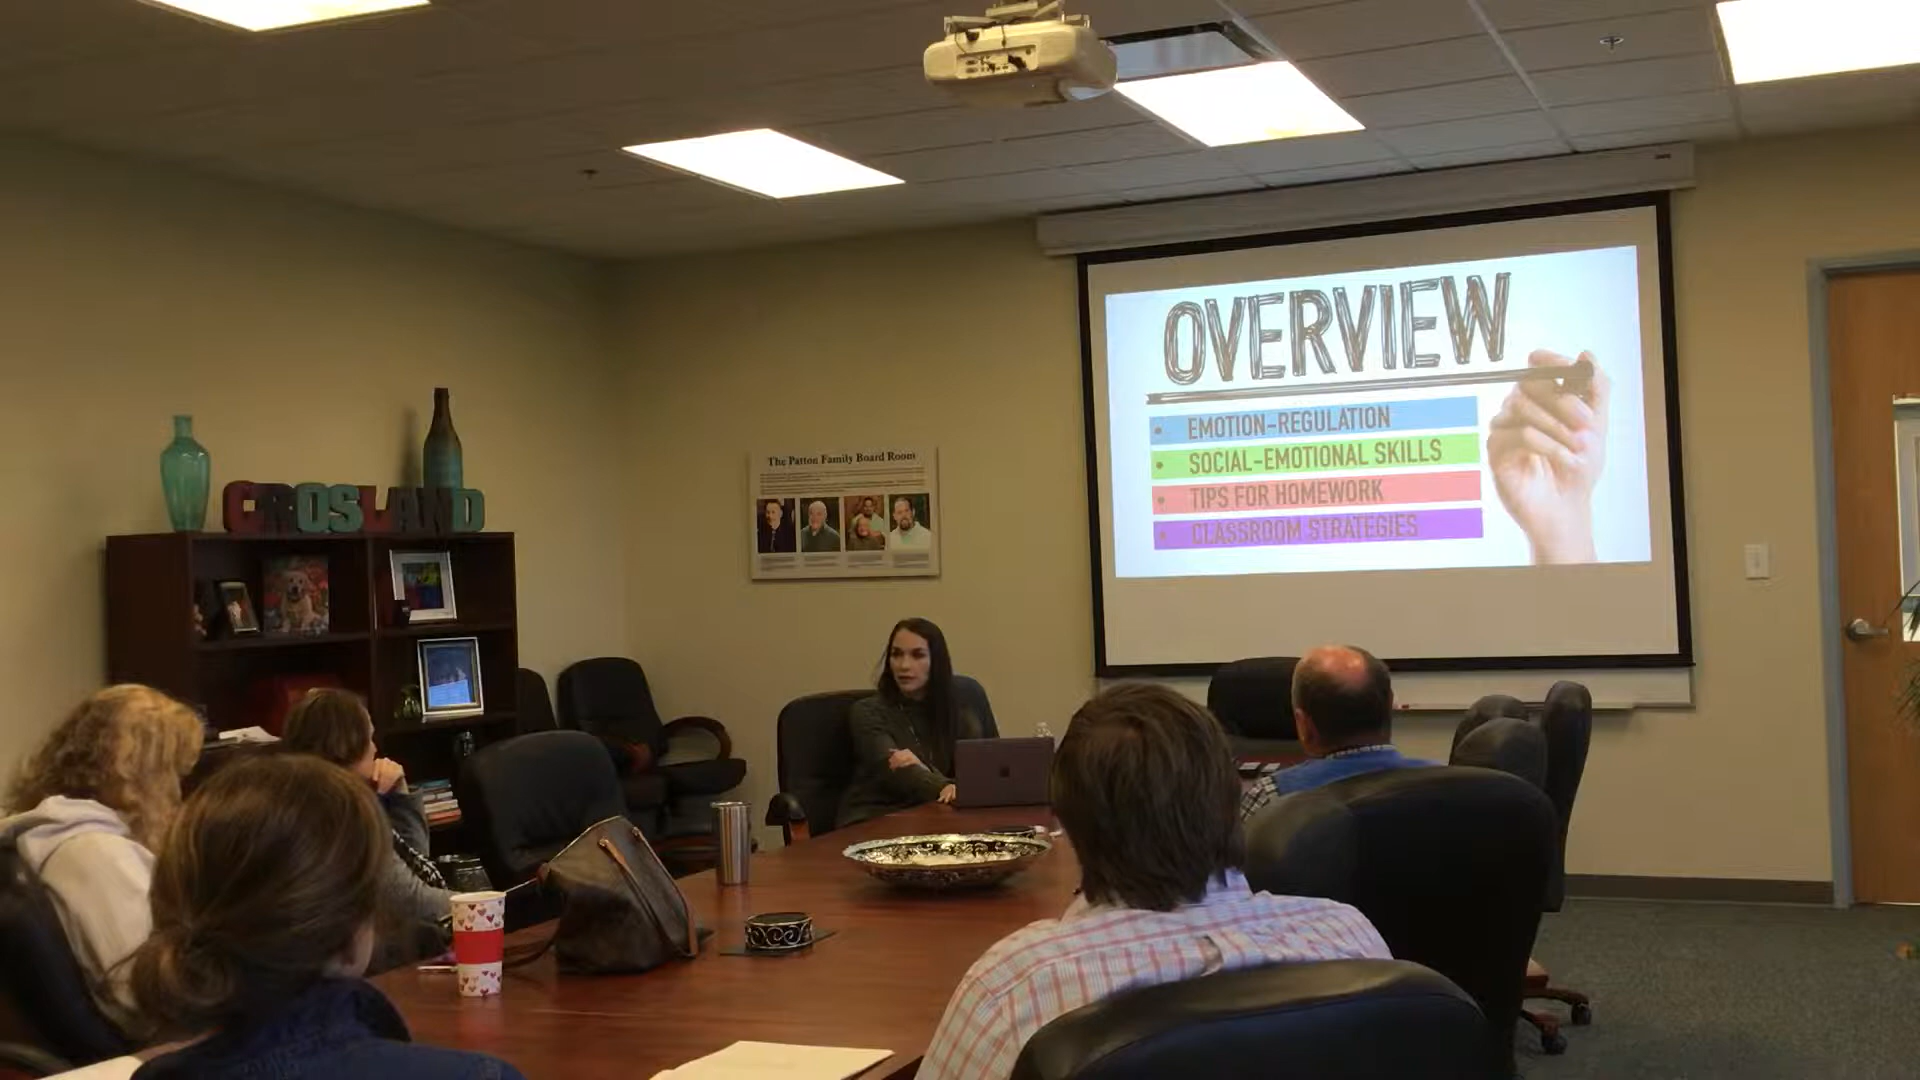 OVERVIEW
EMOTION-REGULATION
SOCIAL-EMOTIONAL SKILLS
TIPS FOR HOMEWORK
CLASSROOM STRATEGIES
The Patton Family Board Room
CROSLAND